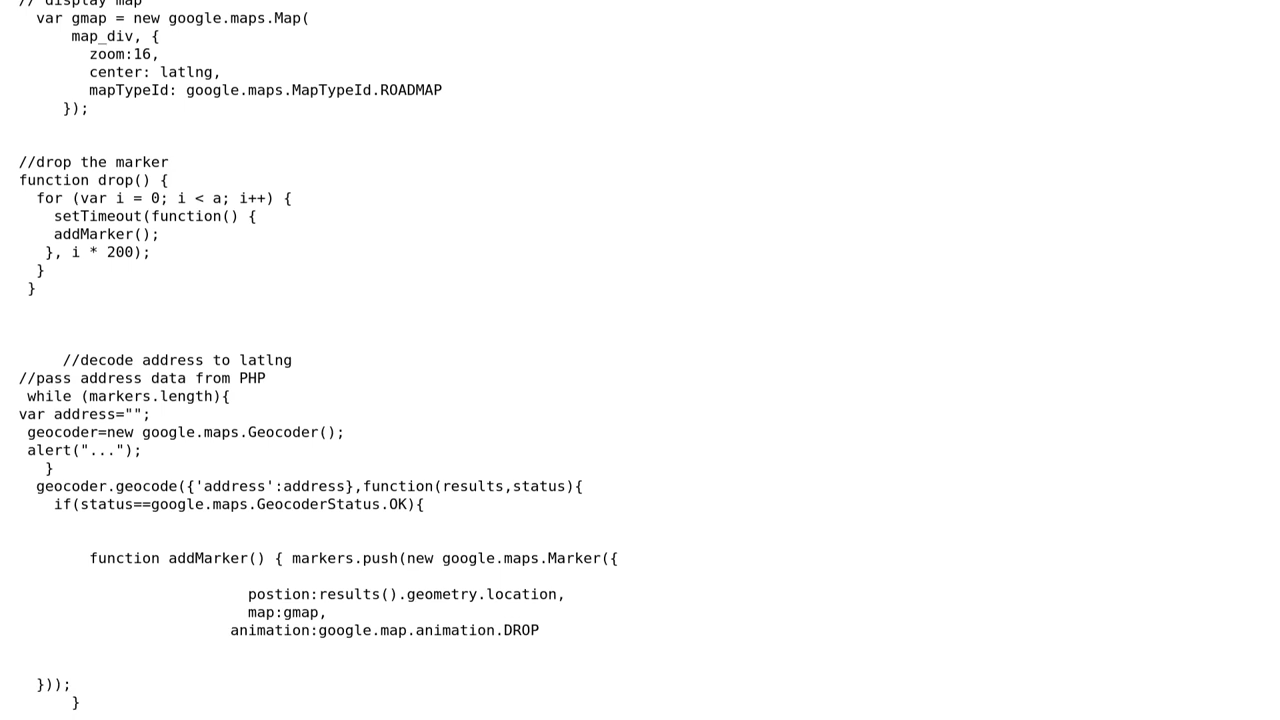 // display map
var gmap = new google.maps.Map(
map_div, {
zoom:16,
center: latlng,
mapTypeId: google.maps.MapTypeId.ROADMAP
});
//drop the marker
function drop() {
for (var i = 0; i < a; i++) {
setTimeout(function() {
addMarker();
}, i * 200);
}
}
//decode address to latlng
//pass address data from PHP
while (markers.length){
var address="";
geocoder=new google.maps.Geocoder();
alert("...");
}
geocoder.geocode({'address':address},function(results,status){
if(status==google.maps.GeocoderStatus.OK){
function addMarker() { markers.push(new google.maps.Marker({
postion:results().geometry.location,
map:gmap,
animation:google.map.animation.DROP
}));
}